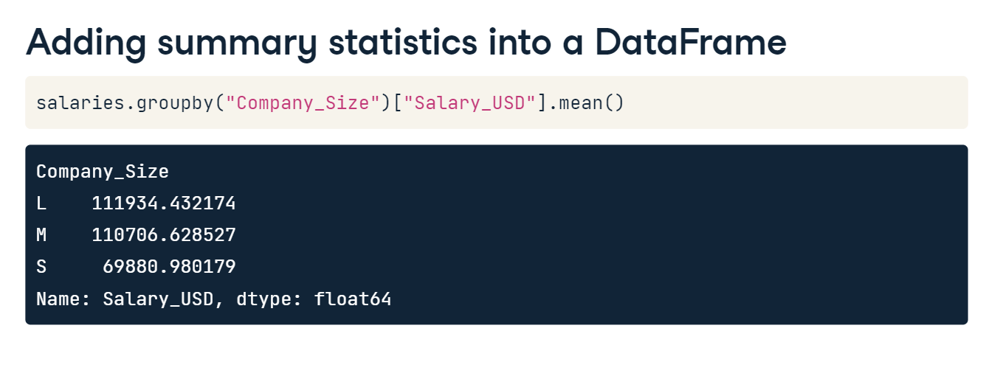 Adding summary statistics into a DataFrame
salaries.groupby("Company_Size")["Salary_USD"].mean()
Company_Size
L    111934.432174
M    110706.628527
S     69880.980179
Name: Salary_USD, dtype: float64